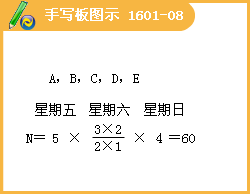 手写板图示 1601-08
A, B, C, D, E
星期五 星期六 星期日
N= 5 × 3×2/2×1 × 4 =60